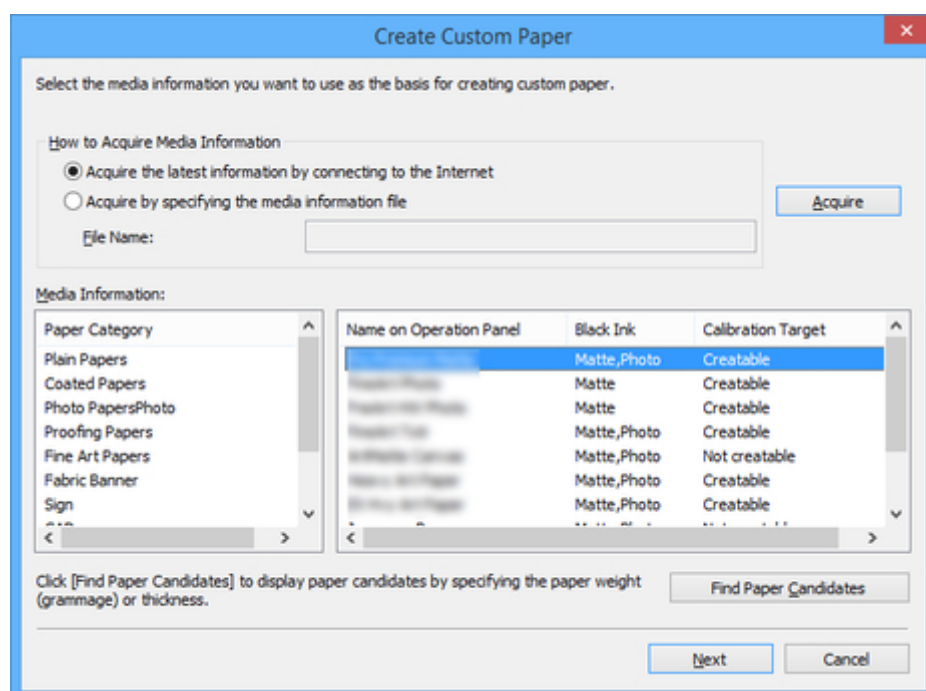 Create Custom Paper
Select the media information you want to use as the basis for creating custom paper.
How to Acquire Media Information
Acquire the latest information by connecting to the Internet
Acquire by specifying the media information file
Acquire
File Name:
Media Information:
Paper Category
Plain Papers
Coated Papers
Photo PapersPhoto
Proofing Papers
Fine Art Papers
Fabric Banner
Sign
Name on Operation Panel Black Ink Calibration Target
Matte,Photo Creatable
Matte Creatable
Matte Creatable
Matte,Photo Creatable
Matte,Photo Not creatable
Matte,Photo Creatable
Matte,Photo Creatable
Click [Find Paper Candidates] to display paper candidates by specifying the paper weight
(grammage) or thickness.
Find Paper Candidates
Next Cancel